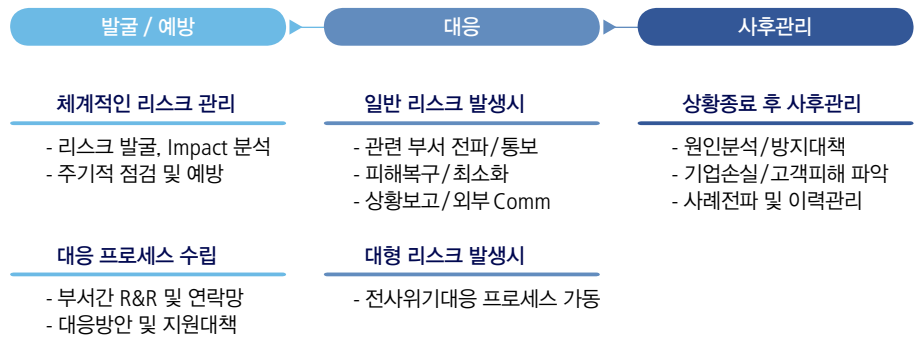 발굴 / 예방
대응
사후관리
체계적인 리스크 관리
- 리스크 발굴, Impact 분석
- 주기적 점검 및 예방
대응 프로세스 수립
- 부서간 R&R 및 연락망
- 대응방안 및 지원대책
일반 리스크 발생시
- 관련 부서 전파/통보
- 피해복구/최소화
- 상황보고/외부 Comm
대형 리스크 발생시
- 전사위기대응 프로세스 가동
상황종료 후 사후관리
- 원인분석/방지대책
- 기업손실/고객피해 파악
- 사례전파 및 이력관리